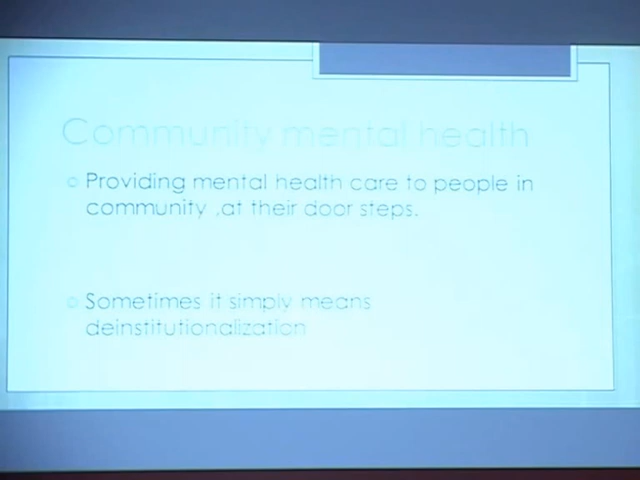 Community mental health
Providing mental health care to people in
community ,at their door steps.
Sometimes it simply means
deinstitutionalization